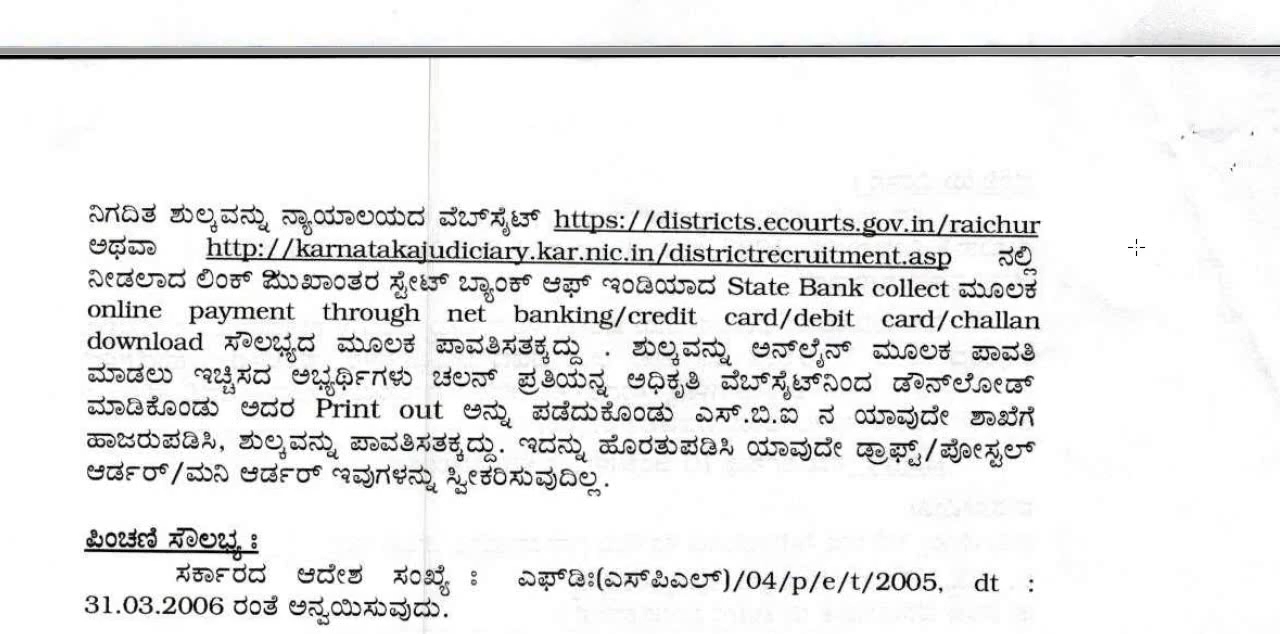 ನಿಗದಿತ ಶುಲ್ಕವನ್ನು ನ್ಯಾಯಾಲಯದ ವೆಬ್‌ಸೈಟ್ https://districts.ecourts.gov.in/raichur
ಅಥವಾ http://karnatakajudiciary.kar.nic.in/districtrecruitment.asp ನಲ್ಲಿ
ನೀಡಲಾದ ಲಿಂಕ್ ಮುಖಾಂತರ ಸ್ಟೇಟ್ ಬ್ಯಾಂಕ್ ಆಫ್ ಇಂಡಿಯಾದ State Bank collect ಮೂಲಕ
online payment through net banking/credit card/debit card/challan
download ಸೌಲಭ್ಯದ ಮೂಲಕ ಪಾವತಿಸತಕ್ಕದ್ದು . ಶುಲ್ಕವನ್ನು ಅನ್‌ಲೈನ್ ಮೂಲಕ ಪಾವತಿ
ಮಾಡಲು ಇಚ್ಚಿಸದ ಅಭ್ಯರ್ಥಿಗಳು ಚಲನ್ ಪ್ರತಿಯನ್ನ ಅಧಿಕೃತಿ ವೆಬ್‌ಸೈಟ್‌ನಿಂದ ಡೌನ್‌ಲೋಡ್
ಮಾಡಿಕೊಂಡು ಅದರ Print out ಅನ್ನು ಪಡೆದುಕೊಂಡು ಎಸ್.ಬಿ.ಐ ನ ಯಾವುದೇ ಶಾಖೆಗೆ
ಹಾಜರುಪಡಿಸಿ, ಶುಲ್ಕವನ್ನು ಪಾವತಿಸತಕ್ಕದ್ದು. ಇದನ್ನು ಹೊರತುಪಡಿಸಿ ಯಾವುದೇ ಡ್ರಾಫ್ಟ್/ಪೋಸ್ಟಲ್
ಆರ್ಡರ್/ಮನಿ ಆರ್ಡರ್ ಇವುಗಳನ್ನು ಸ್ವೀಕರಿಸುವುದಿಲ್ಲ.
ಪಿಂಚಣಿ ಸೌಲಭ್ಯ :
ಸರ್ಕಾರದ ಆದೇಶ ಸಂಖ್ಯೆ : ಎಫ್‌ಡಿಃ(ಎಸ್‌ಪಿಎಲ್)/04/p/e/t/2005, dt :
31.03.2006 ರಂತೆ ಅನ್ವಯಿಸುವುದು.